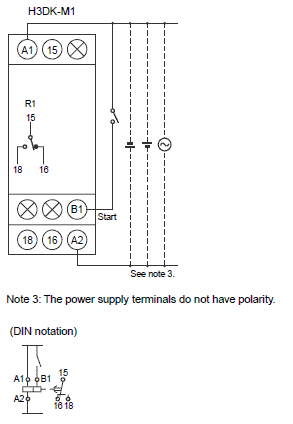 H3DK-M1
A1 15
R1
15
18 16
B1
Start
18 16 A2
See note 3.
Note 3: The power supply terminals do not have polarity.
(DIN notation)
15
A1 B1
A2
16 18